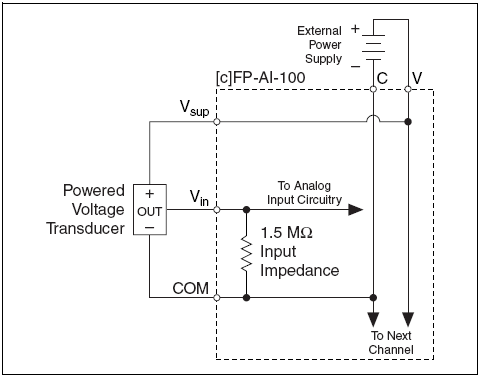 External
Power
Supply
+
–
[c]FP-AI-100
C
V
Vsup
Powered
Voltage
Transducer
+
OUT
–
Vin
To Analog
Input Circuitry
1.5 MΩ
Input
Impedance
COM
To Next
Channel